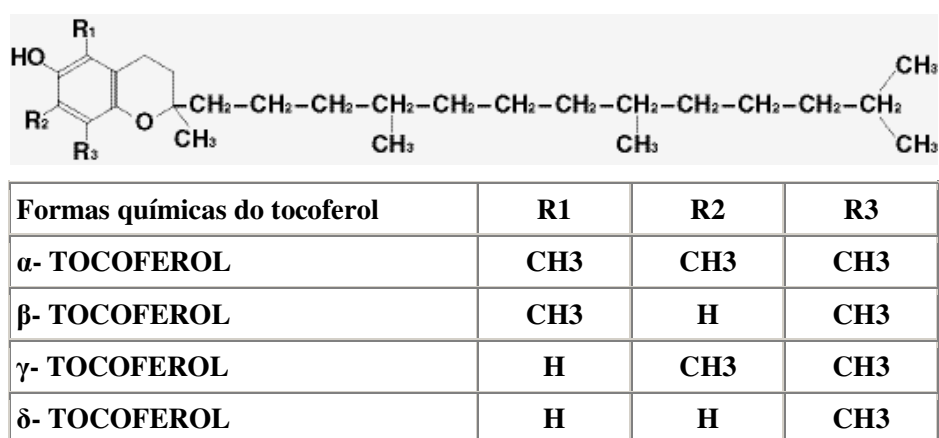 R₁
HO
CH₃
CH₂–CH₂–CH₂–CH₂–CH₂–CH₂–CH₂–CH₂–CH₂–CH₂–CH₂–CH₂
R₂
O
CH₃
CH₃
CH₃
CH₃
R₃
Formas químicas do tocoferol R1 R2 R3
α- TOCOFEROL CH3 CH3 CH3
β- TOCOFEROL CH3 H CH3
γ- TOCOFEROL H CH3 CH3
δ- TOCOFEROL H H CH3